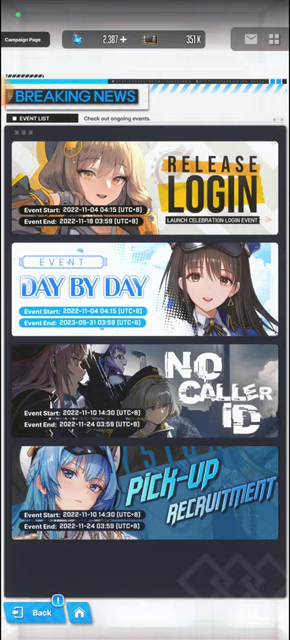 Campaign Page
2,387 +
351K
BREAKING NEWS
EVENT LIST
Check out ongoing events.
RELEASE
LOGIN
LAUNCH CELEBRATION LOGIN EVENT
Event Start: 2022-11-04 04:15 (UTC+8)
Event End: 2022-11-18 03:59 (UTC+8)
EVENT
DAY BY DAY
Event Start: 2022-11-04 04:15 (UTC+8)
Event End: 2023-05-31 03:59 (UTC+8)
NO
CALLER
ID
Event Start: 2022-11-10 14:30 (UTC+8)
Event End: 2022-11-24 03:59 (UTC+8)
PICK-UP
RECRUITMENT
Event Start: 2022-11-10 14:30 (UTC+8)
Event End: 2022-11-24 03:59 (UTC+8)
Back
!